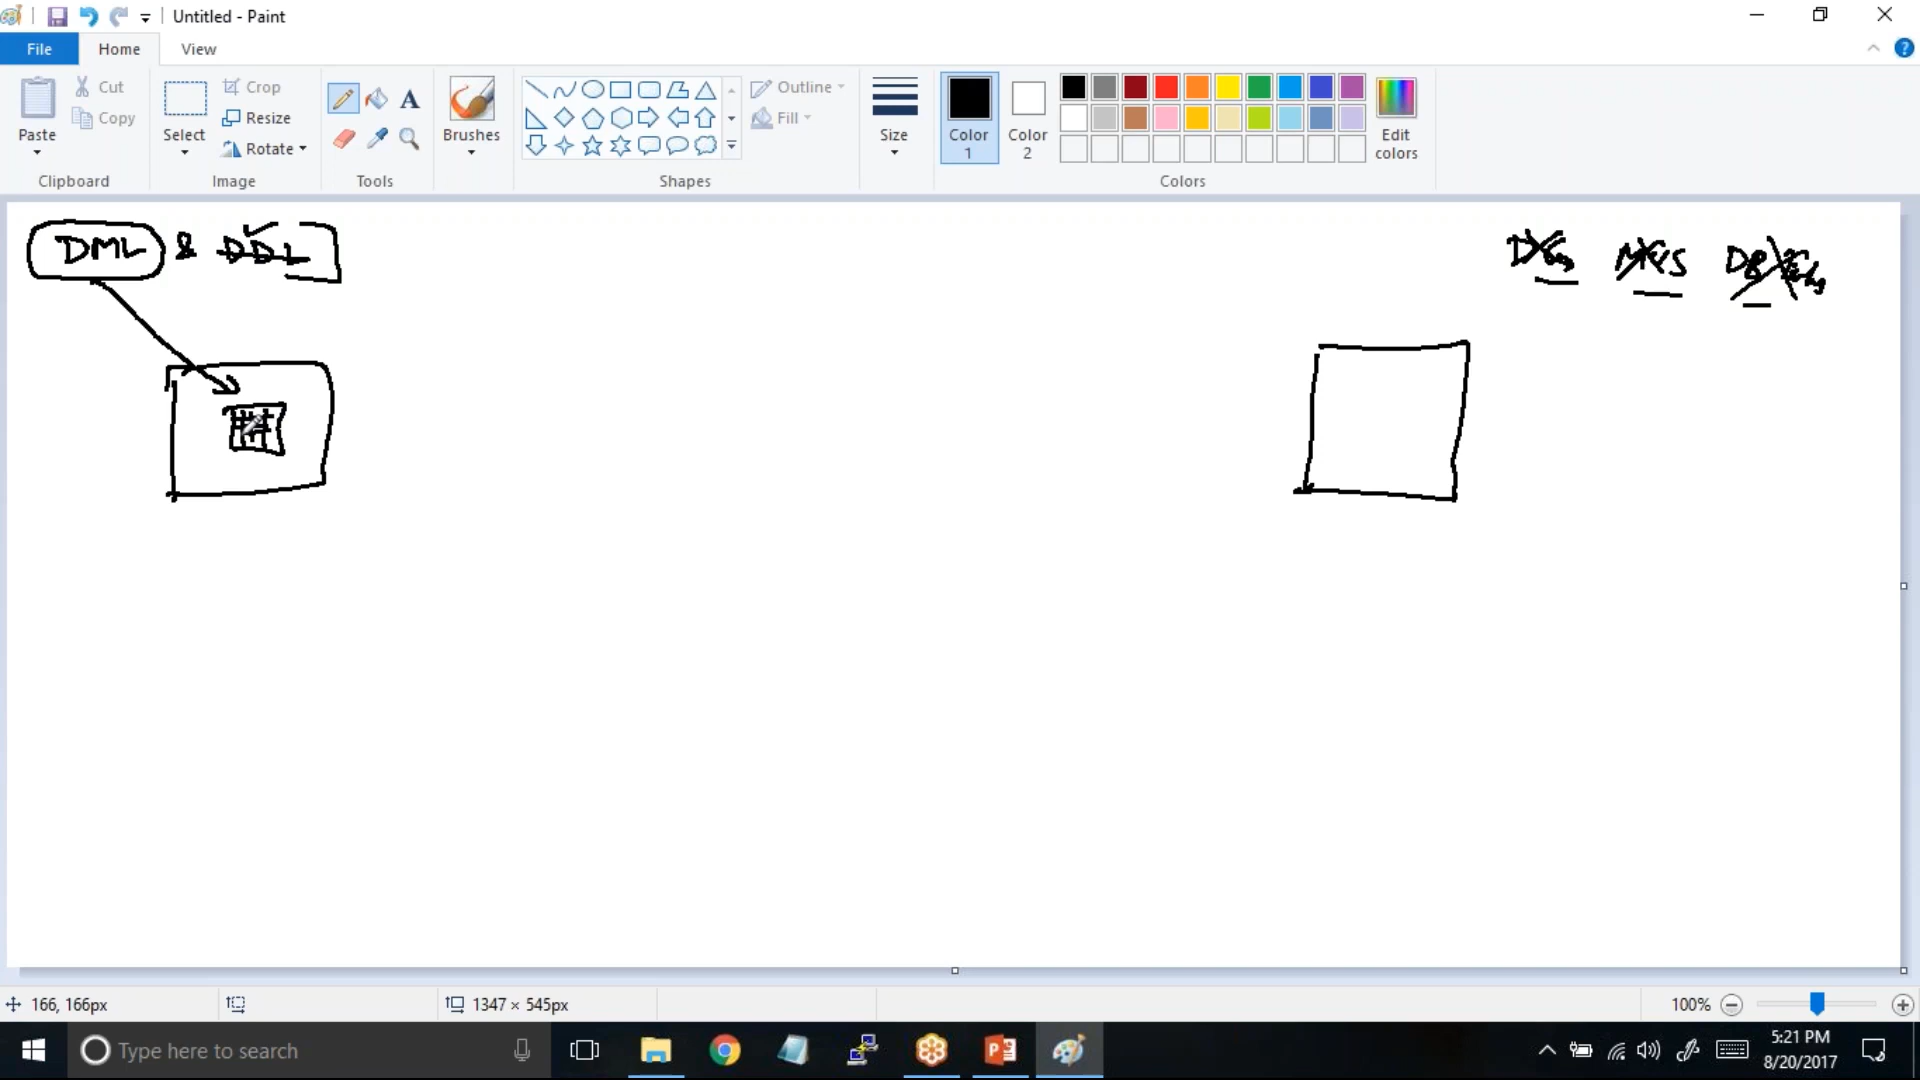 Untitled - Paint
File Home View
Paste
Cut
Copy
Clipboard
Select
Crop
Resize
Rotate
Image
Tools
Brushes
Shapes
Outline
Fill
Size
Color 1
Color 2
Edit colors
Colors
DML & DDL
166, 166px
1347 × 545px
100%
Type here to search
5:21 PM
8/20/2017